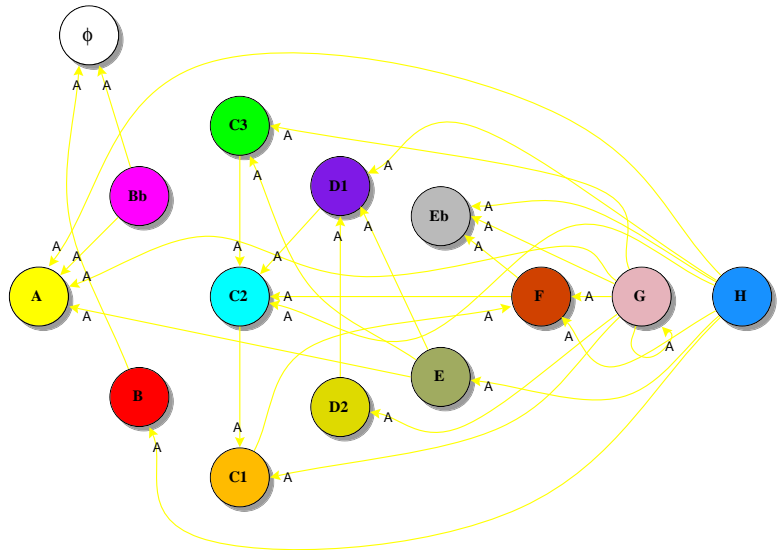 ϕ
A A
C3 A
A
D1 A
Bb Eb A
A
A A A A
A A
A C2 A F A G H
A A A
A A
E A
B D2 A
A A
C1 A